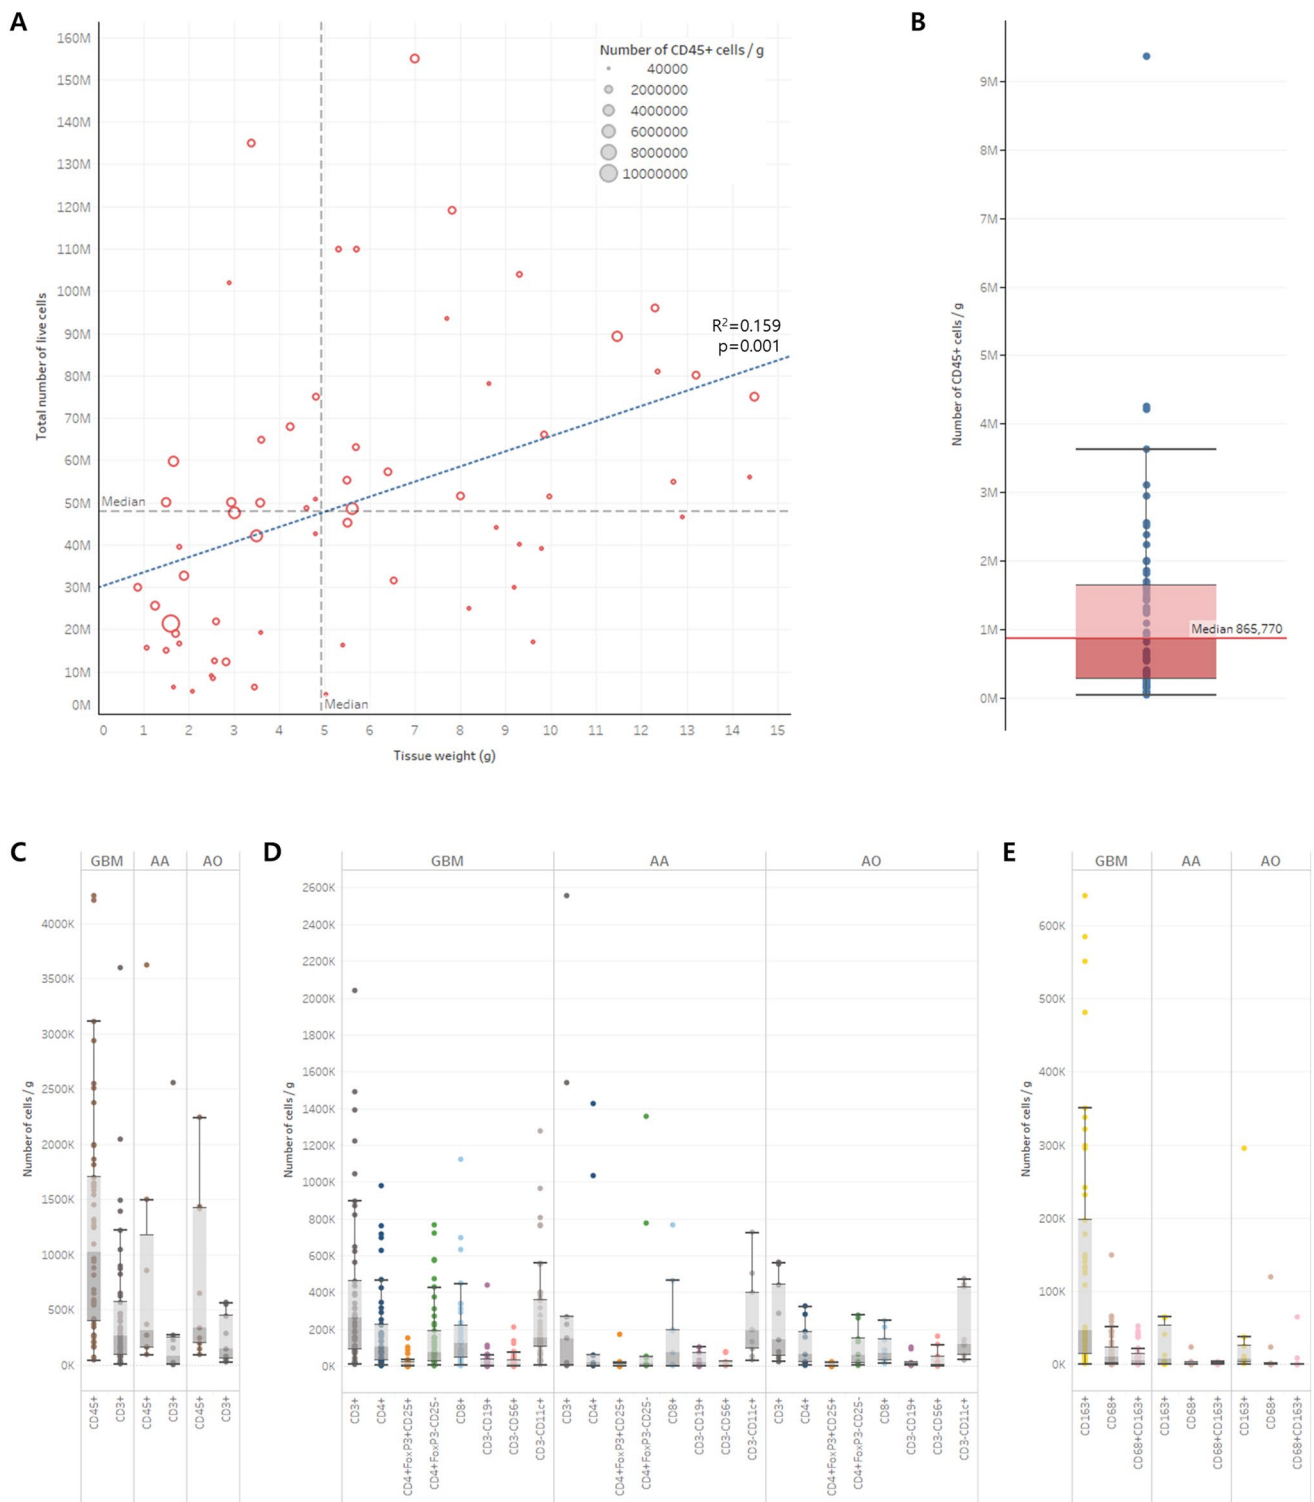 A
160M
150M
140M
130M
120M
110M
100M
90M
80M
70M
60M
50M
40M
30M
20M
10M
0M
Total number of live cells
Number of CD45+ cells / g
40000
2000000
4000000
6000000
8000000
10000000
R²=0.159
p=0.001
Median
Median
0 1 2 3 4 5 6 7 8 9 10 11 12 13 14 15
Tissue weight (g)
B
9M
8M
7M
6M
5M
4M
3M
2M
1M
0M
Number of CD45+ cells / g
Median 865,770
C
GBM AA AO
4000K
3500K
3000K
2500K
2000K
1500K
1000K
500K
0K
Number of cells / g
CD45+
CD3+
CD45+
CD3+
CD45+
CD3+
D
GBM AA AO
2600K
2400K
2200K
2000K
1800K
1600K
1400K
1200K
1000K
800K
600K
400K
200K
0K
Number of cells / g
CD3+
CD4+
CD4+FoxP3+CD25+
CD4+FoxP3-CD25-
CD8+
CD3-CD19+
CD3-CD56+
CD3-CD11c+
CD3+
CD4+
CD4+FoxP3+CD25+
CD4+FoxP3-CD25-
CD8+
CD3-CD19+
CD3-CD56+
CD3-CD11c+
CD3+
CD4+
CD4+FoxP3+CD25+
CD4+FoxP3-CD25-
CD8+
CD3-CD19+
CD3-CD56+
CD3-CD11c+
E
GBM AA AO
600K
500K
400K
300K
200K
100K
0K
Number of cells / g
CD163+
CD68+
CD68+CD163+
CD163+
CD68+
CD68+CD163+
CD163+
CD68+
CD68+CD163+